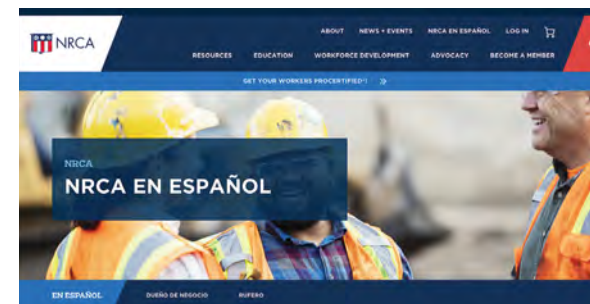 NRCA
ABOUT NEWS + EVENTS NRCA EN ESPAÑOL LOG IN
RESOURCES EDUCATION WORKFORCE DEVELOPMENT ADVOCACY BECOME A MEMBER
GET YOUR WORKERS PROCERTIFIED®! »
NRCA
NRCA EN ESPAÑOL
EN ESPAÑOL DUEÑO DE NEGOCIO RUFERO